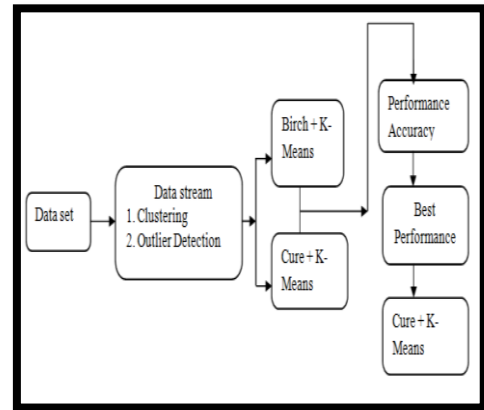 Data set
Data stream
1. Clustering
2. Outlier Detection
Birch + K-
Means
Cure + K-
Means
Performance
Accuracy
Best
Performance
Cure + K-
Means